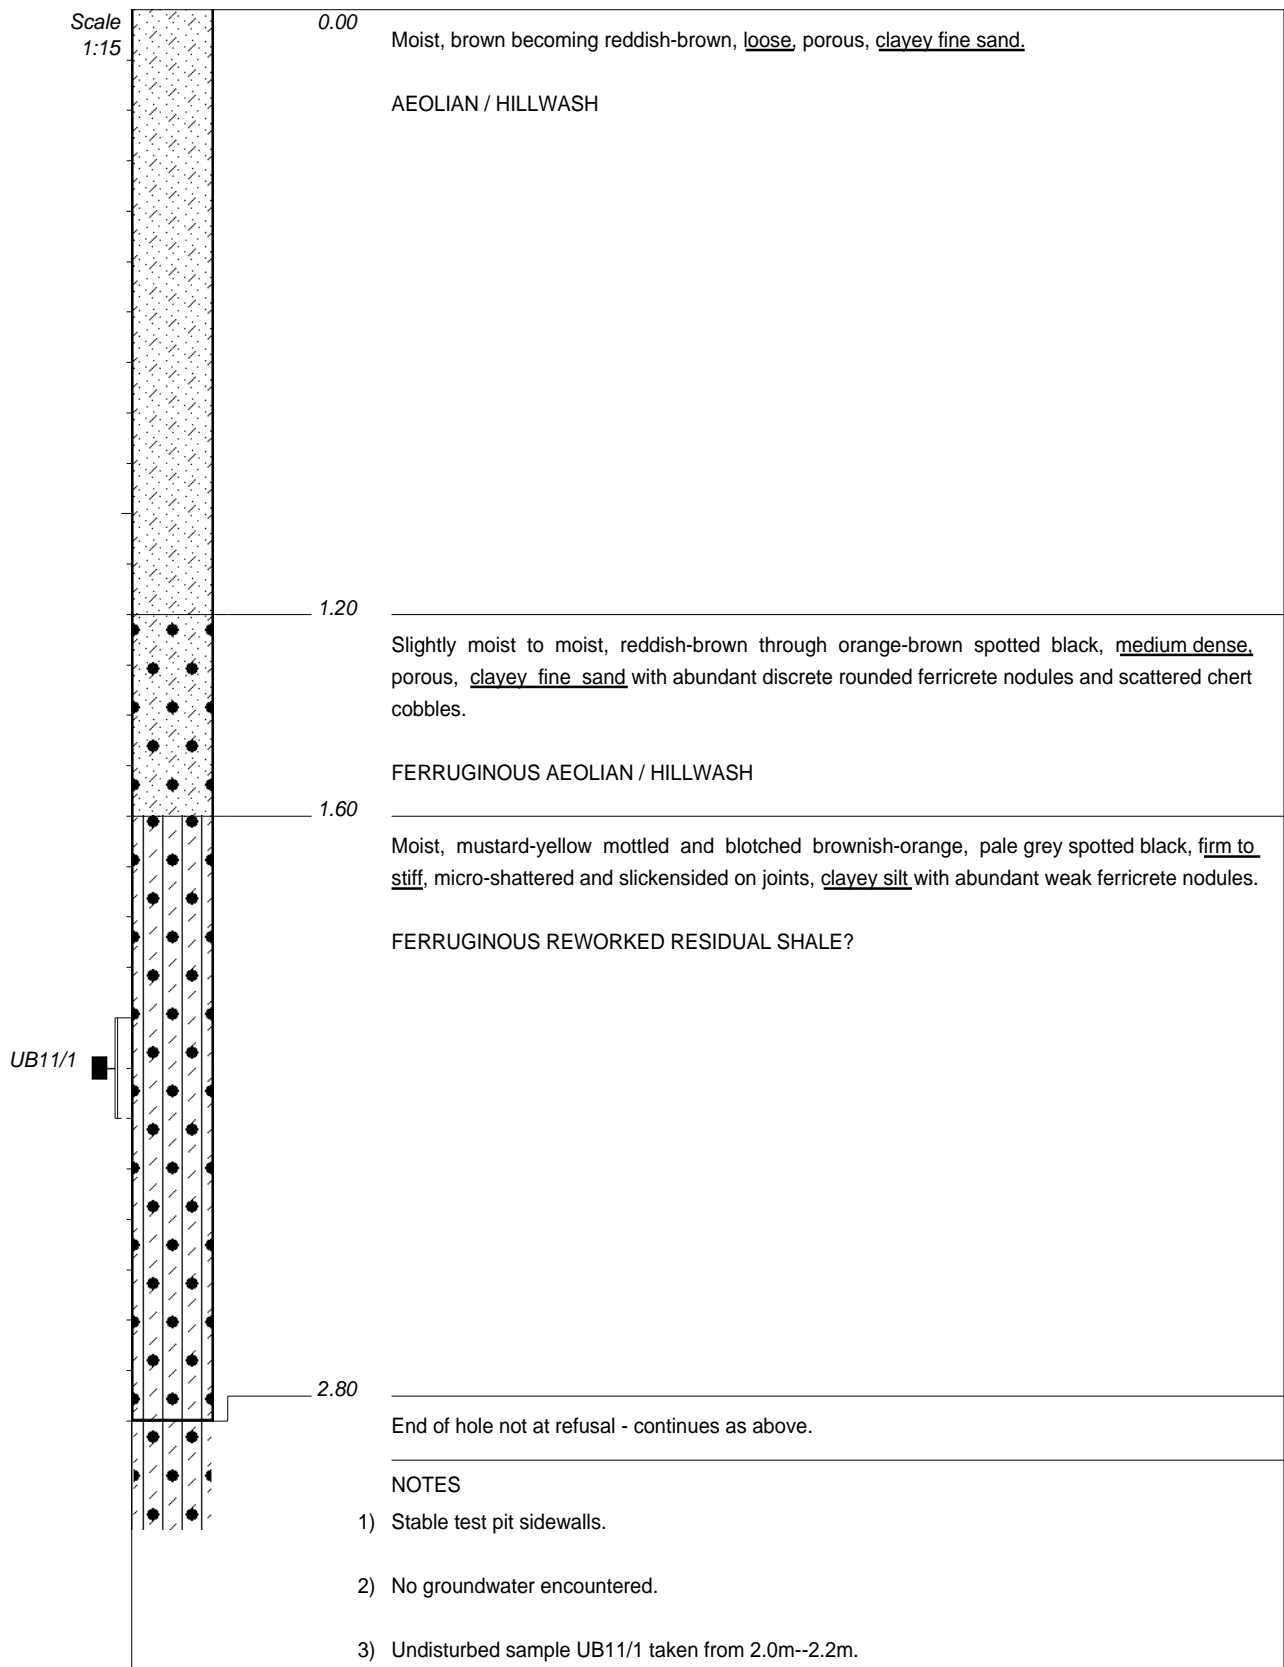 Scale
1:15
0.00
Moist, brown becoming reddish-brown, loose, porous, clayey fine sand.
AEOLIAN / HILLWASH
1.20
Slightly moist to moist, reddish-brown through orange-brown spotted black, medium dense,
porous, clayey fine sand with abundant discrete rounded ferricrete nodules and scattered chert
cobbles.
FERRUGINOUS AEOLIAN / HILLWASH
1.60
Moist, mustard-yellow mottled and blotched brownish-orange, pale grey spotted black, firm to
stiff, micro-shattered and slickensided on joints, clayey silt with abundant weak ferricrete nodules.
FERRUGINOUS REWORKED RESIDUAL SHALE?
UB11/1
2.80
End of hole not at refusal - continues as above.
NOTES
1) Stable test pit sidewalls.
2) No groundwater encountered.
3) Undisturbed sample UB11/1 taken from 2.0m--2.2m.